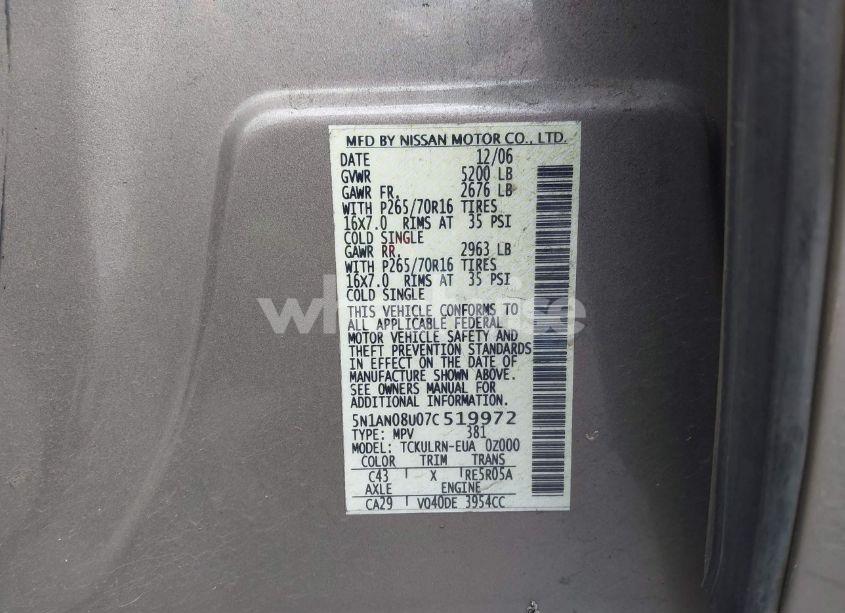 MFD BY NISSAN MOTOR CO., LTD.
DATE 12/06
GVWR 5200 LB
GAWR FR. 2676 LB
WITH P265/70R16 TIRES
16X7.0 RIMS AT 35 PSI
COLD SINGLE
GAWR RR. 2963 LB
WITH P265/70R16 TIRES
16X7.0 RIMS AT 35 PSI
COLD SINGLE
THIS VEHICLE CONFORMS TO
ALL APPLICABLE FEDERAL
MOTOR VEHICLE SAFETY AND
THEFT PREVENTION STANDARDS
IN EFFECT ON THE DATE OF
MANUFACTURE SHOWN ABOVE.
SEE OWNERS MANUAL FOR
ADDITIONAL INFORMATION.
5N1AN08U07C519972
TYPE: MPV 381
MODEL: TCKULRN-EUA 0Z000
COLOR TRIM TRANS
C43 X RE5R05A
AXLE ENGINE
CA29 VQ40DE 3954CC